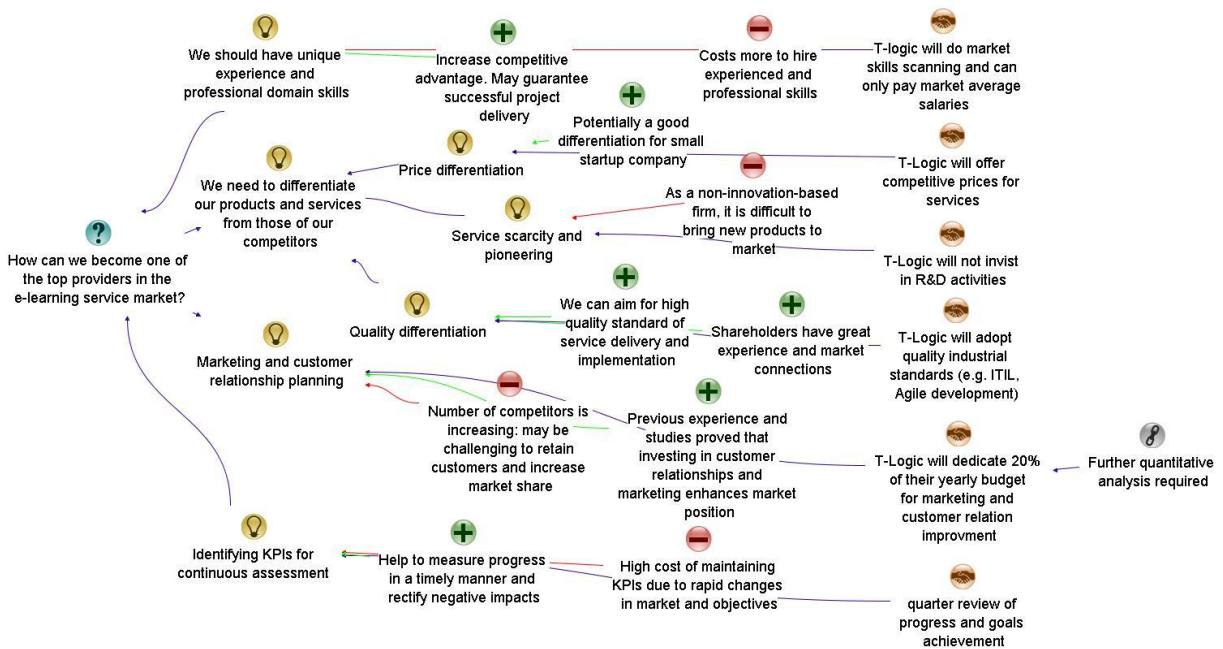 We should have unique
experience and
professional domain skills
Increase competitive
advantage. May guarantee
successful project
delivery
Costs more to hire
experienced and
professional skills
T-logic will do market
skills scanning and can
only pay market average
salaries
Potentially a good
differentiation for small
startup company
Price differentiation
T-Logic will offer
competitive prices for
services
We need to differentiate
our products and services
from those of our
competitors
As a non-innovation-based
firm, it is difficult to
bring new products to
market
Service scarcity and
pioneering
T-Logic will not invist
in R&D activities
?
How can we become one of
the top providers in the
e-learning service market?
Quality differentiation
We can aim for high
quality standard of
service delivery and
implementation
Shareholders have great
experience and market
connections
T-Logic will adopt
quality industrial
standards (e.g. ITIL,
Agile development)
Marketing and customer
relationship planning
Number of competitors is
increasing: may be
challenging to retain
customers and increase
market share
Previous experience and
studies proved that
investing in customer
relationships and
marketing enhances market
position
T-Logic will dedicate 20%
of their yearly budget
for marketing and
customer relation
improvment
Further quantitative
analysis required
Identifying KPIs for
continuous assessment
Help to measure progress
in a timely manner and
rectify negative impacts
High cost of maintaining
KPIs due to rapid changes
in market and objectives
quarter review of
progress and goals
achievement